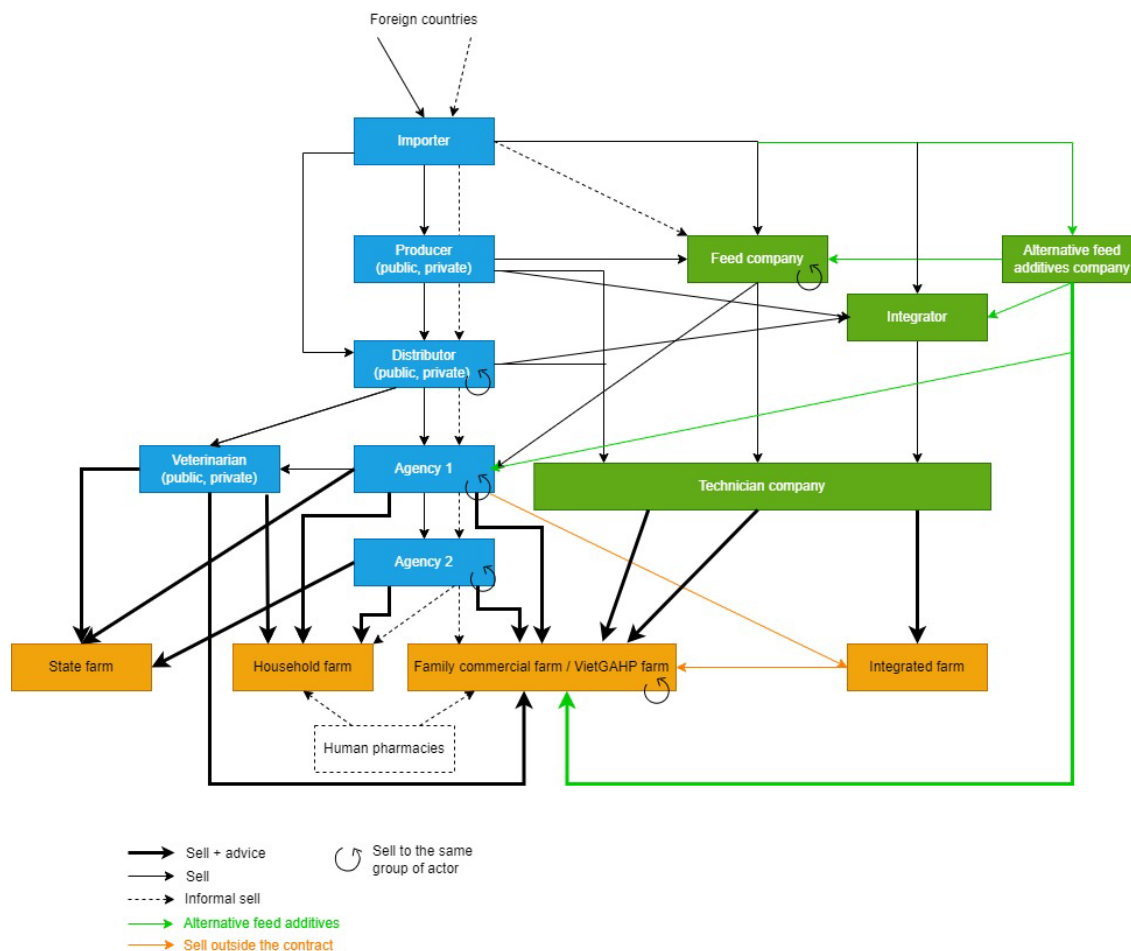 Foreign countries
Importer
Producer
(public, private)
Feed company
Alternative feed
additives company
Integrator
Distributor
(public, private)
Veterinarian
(public, private)
Agency 1
Technician company
Agency 2
State farm
Household farm
Family commercial farm / VietGAHP farm
Integrated farm
Human pharmacies
Sell + advice
Sell to the same
group of actor
Sell
Informal sell
Alternative feed additives
Sell outside the contract